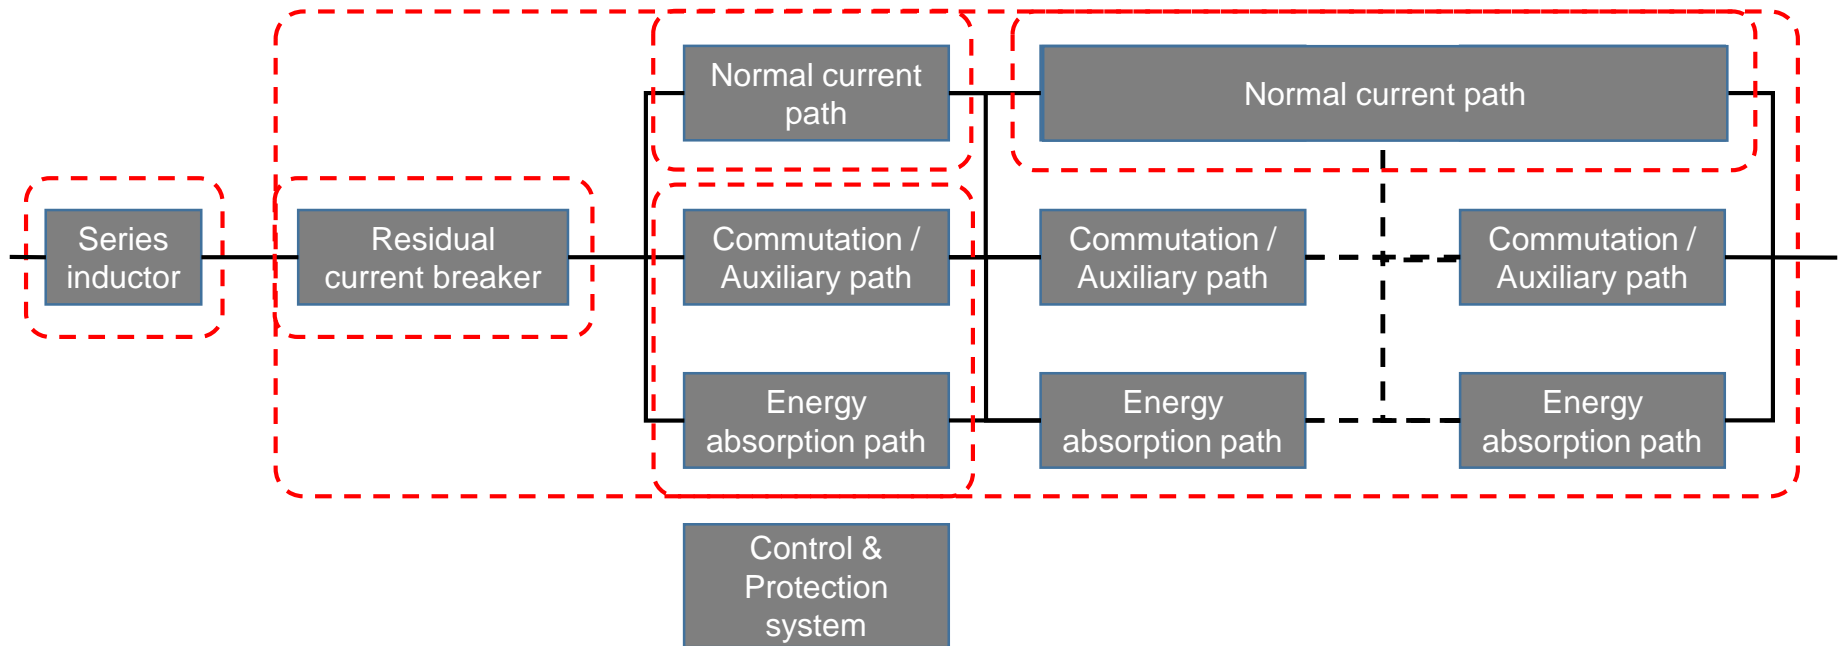 Normal current
path
Normal current path
Series
inductor
Residual
current breaker
Commutation /
Auxiliary path
Commutation /
Auxiliary path
Commutation /
Auxiliary path
Energy
absorption path
Energy
absorption path
Energy
absorption path
Control &
Protection
system